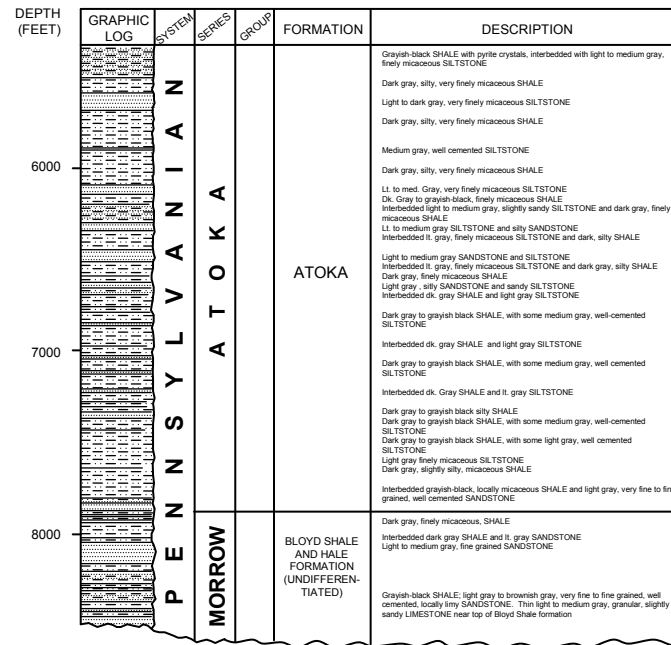 DEPTH
(FEET)
GRAPHIC
LOG
SYSTEM
SERIES
GROUP
FORMATION
DESCRIPTION
6000
7000
8000
PENNSYLVANIAN
ATOKA
MORROW
ATOKA
BLOYD SHALE
AND HALE
FORMATION
(UNDIFFEREN-
TIATED)
Grayish-black SHALE with pyrite crystals, interbedded with light to medium gray,
finely micaceous SILTSTONE
Dark gray, silty, very finely micaceous SHALE
Light to dark gray, very finely micaceous SILTSTONE
Dark gray, silty, very finely micaceous SHALE
Medium gray, well cemented SILTSTONE
Dark gray, silty, very finely micaceous SHALE
Lt. to med. Gray, very finely micaceous SILTSTONE
Dk. Gray to grayish-black, finely micaceous SHALE
Interbedded light to medium gray, slightly sandy SILTSTONE and dark gray, finely
micaceous SHALE
Lt. to medium gray SILTSTONE and silty SANDSTONE
Interbedded lt. gray, finely micaceous SILTSTONE and dark, silty SHALE
Light to medium gray SANDSTONE and SILTSTONE
Interbedded lt. gray, finely micaceous SILTSTONE and dark gray, silty SHALE
Dark gray, finely micaceous SHALE
Light gray , sitly SANDSTONE and sandy SILTSTONE
Interbedded dk. gray SHALE and light gray SILTSTONE
Dark gray to grayish black SHALE, with some medium gray, well-cemented
SILTSTONE
Interbedded dk. gray SHALE and light gray SILTSTONE
Dark gray to grayish black SHALE, with some medium gray, well cemented
SILTSTONE
Interbedded dk. Gray SHALE and lt. gray SILTSTONE
Dark gray to grayish black silty SHALE
Dark gray to grayish black SHALE, with some medium gray, well-cemented
SILTSTONE
Dark gray to grayish black SHALE, with some light gray, well cemented
SILTSTONE
Light gray finely micaceous SILTSTONE
Dark gray, slightly silty, micaceous SHALE
Interbedded grayish-black, locally micaceous SHALE and light gray, very fine to fin
grained, well cemented SANDSTONE
Dark gray, finely micaceous, SHALE
Interbedded dark gray SHALE and lt. gray SANDSTONE
Light to medium gray, fine grained SANDSTONE
Grayish-black SHALE; light gray to brownish gray, very fine to fine grained, well
cemented, locally limy SANDSTONE. Thin light to medium gray, granular, slightly
sandy LIMESTONE near top of Bloyd Shale formation